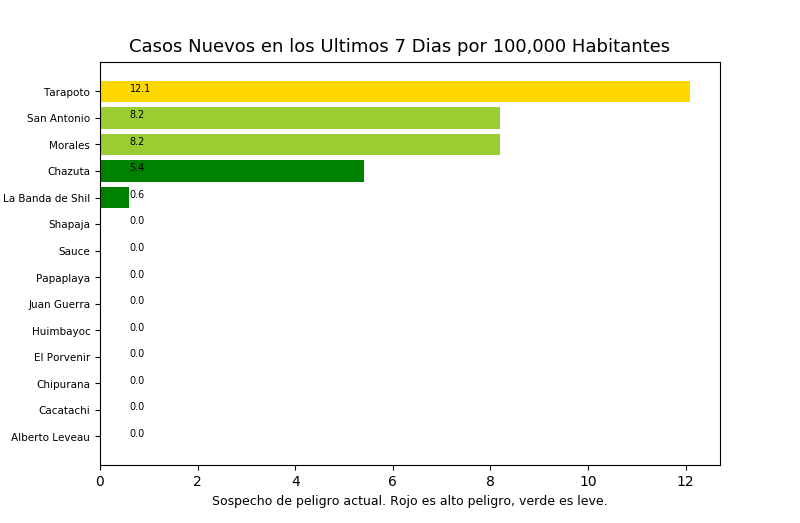 Casos Nuevos en los Ultimos 7 Dias por 100,000 Habitantes
Tarapoto 12.1
San Antonio 8.2
Morales 8.2
Chazuta 5.4
La Banda de Shil 0.6
Shapaja 0.0
Sauce 0.0
Papaplaya 0.0
Juan Guerra 0.0
Huimbayoc 0.0
El Porvenir 0.0
Chipurana 0.0
Cacatachi 0.0
Alberto Leveau 0.0
0 2 4 6 8 10 12
Sospecho de peligro actual. Rojo es alto peligro, verde es leve.